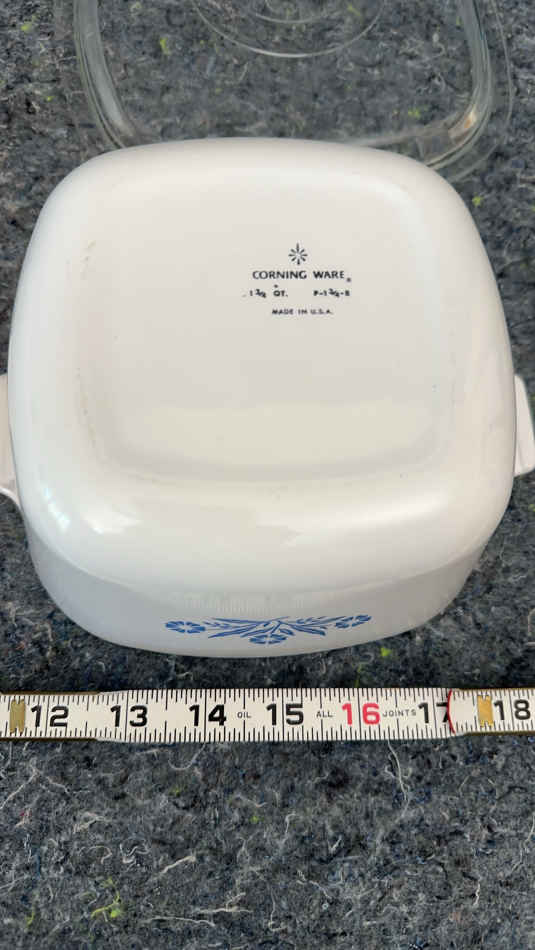 CORNING WARE®
1 3/4 QT. P-1 3/4-B
MADE IN U.S.A.
12 13 14 OIL 15 ALL 16 JOINTS 17 18